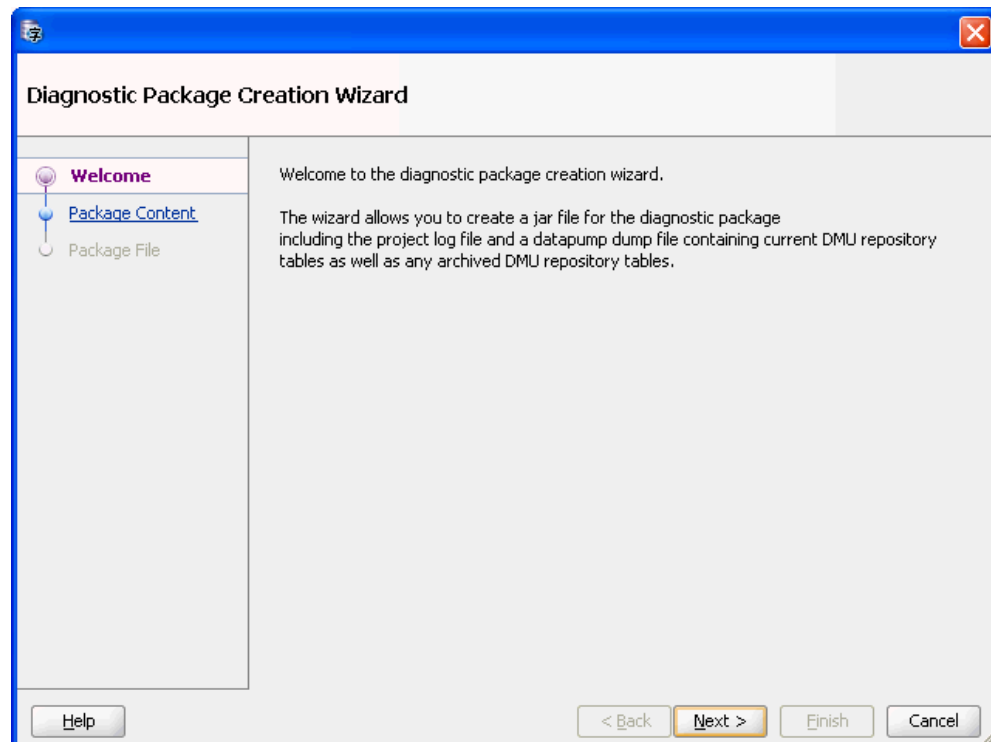 字
Diagnostic Package Creation Wizard
Welcome
Package Content
Package File
Welcome to the diagnostic package creation wizard.
The wizard allows you to create a jar file for the diagnostic package
including the project log file and a datapump dump file containing current DMU repository
tables as well as any archived DMU repository tables.
Help
< Back
Next >
Finish
Cancel